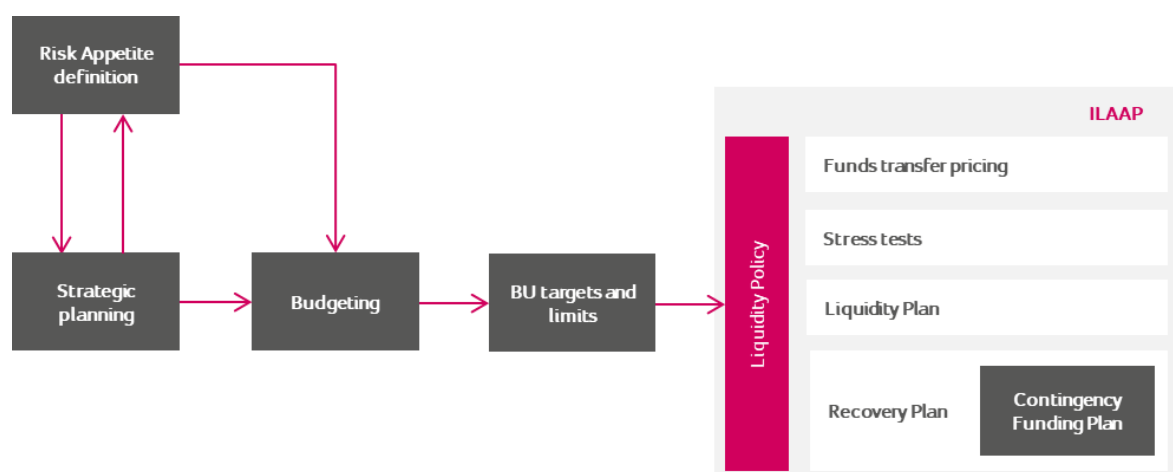 Risk Appetite
definition
Strategic
planning
Budgeting
BU targets and
limits
ILAAP
Liquidity Policy
Funds transfer pricing
Stress tests
Liquidity Plan
Recovery Plan
Contingency
Funding Plan